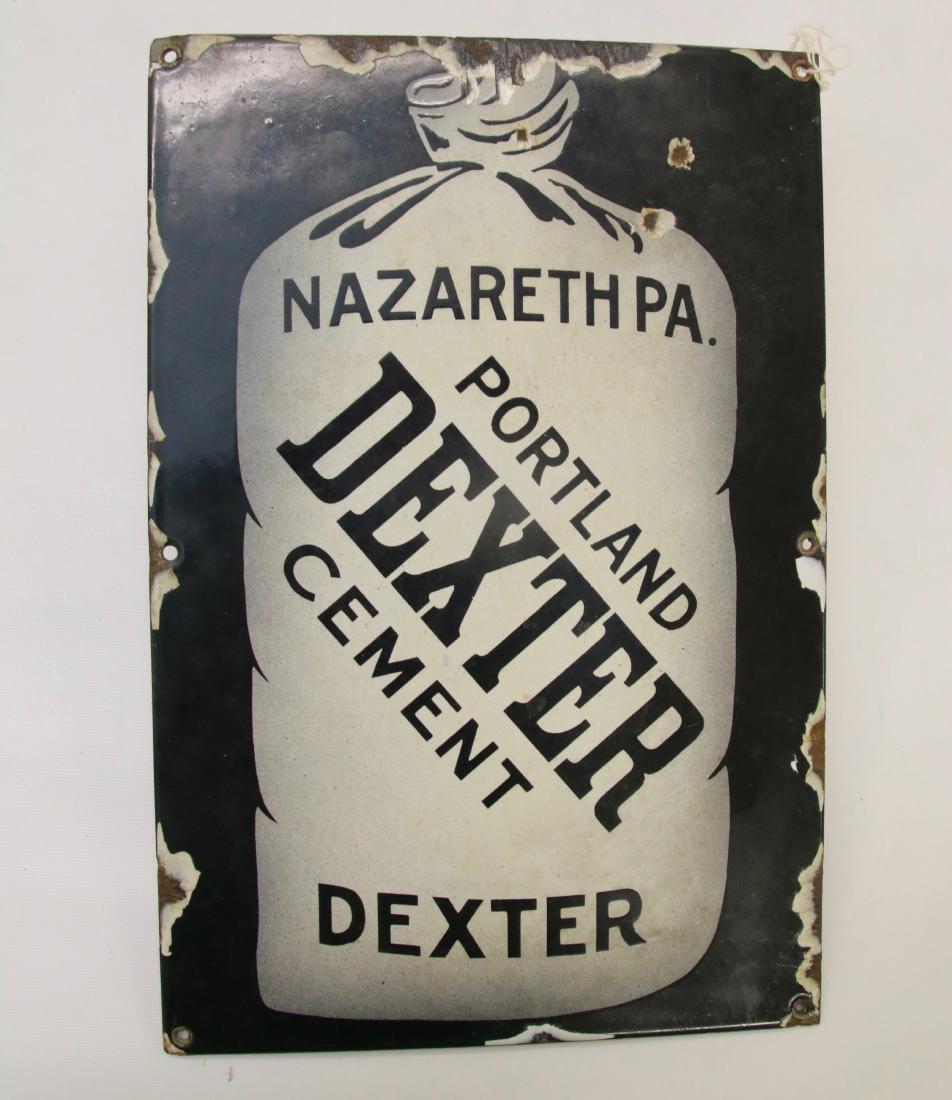 NAZARETH PA.
PORTLAND
DEXTER
CEMENT
DEXTER